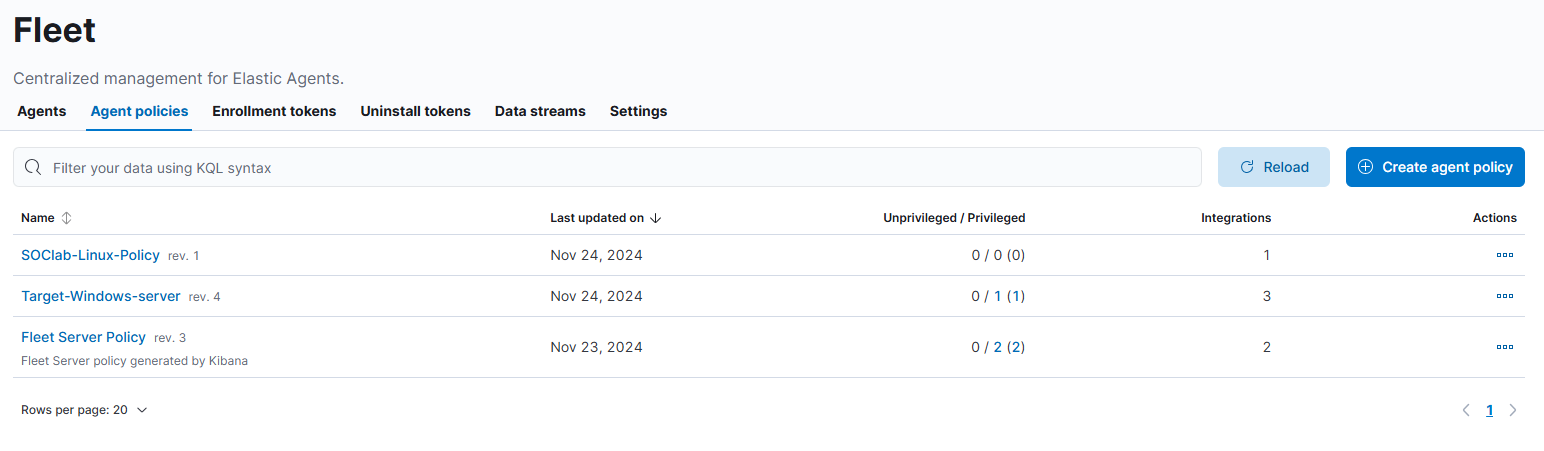 Fleet
Centralized management for Elastic Agents.
Agents Agent policies Enrollment tokens Uninstall tokens Data streams Settings
Filter your data using KQL syntax Reload Create agent policy
Name Last updated on Unprivileged / Privileged Integrations Actions
SOClab-Linux-Policy rev. 1 Nov 24, 2024 0 / 0 (0) 1
Target-Windows-server rev. 4 Nov 24, 2024 0 / 1 (1) 3
Fleet Server Policy rev. 3 Nov 23, 2024 0 / 2 (2) 2
Fleet Server policy generated by Kibana
Rows per page: 20 1